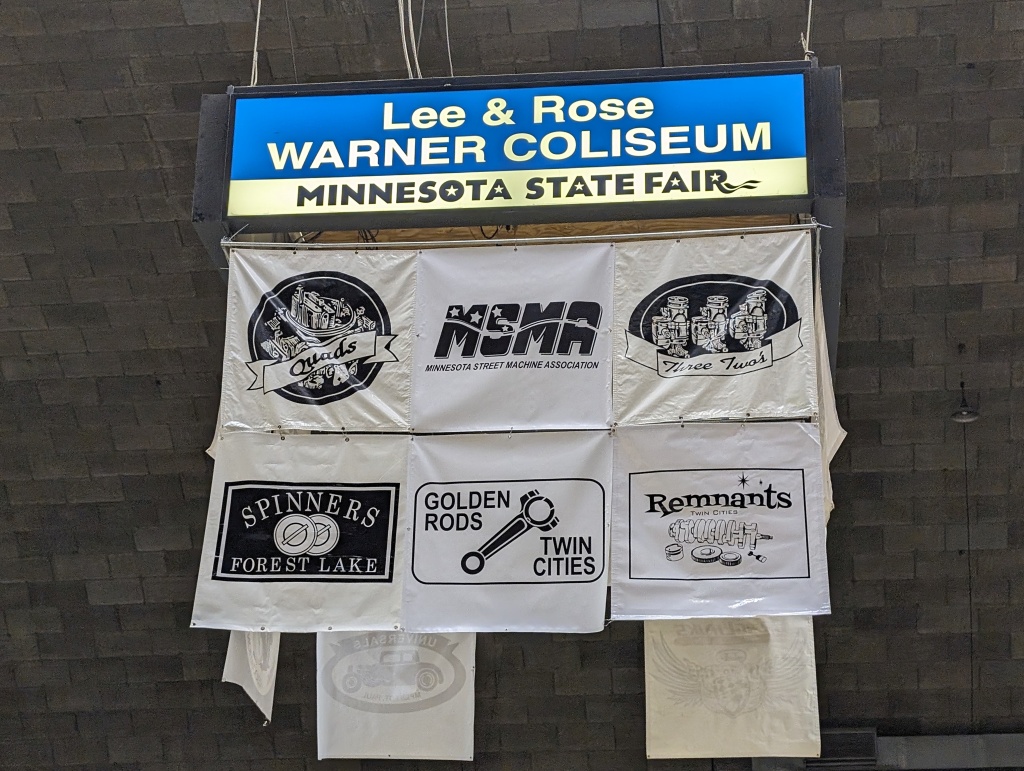 Lee & Rose
WARNER COLISEUM
MINNESOTA STATE FAIR
Quads
MSMA
MINNESOTA STREET MACHINE ASSOCIATION
Three Two's
SPINNERS
FOREST LAKE
GOLDEN
RODS
TWIN
CITIES
Remnants
TWIN CITIES
UNIVERSALS